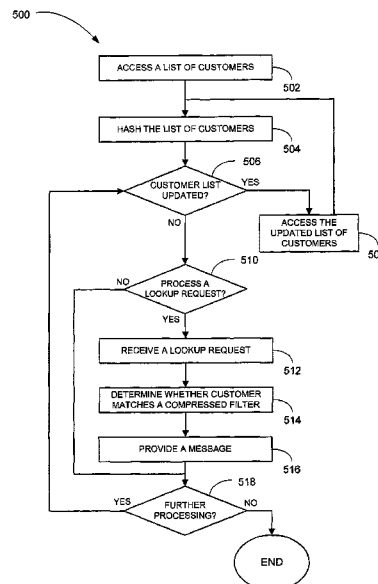 500
ACCESS A LIST OF CUSTOMERS
502
HASH THE LIST OF CUSTOMERS
504
506
CUSTOMER LIST
UPDATED?
YES
NO
ACCESS THE
UPDATED LIST OF
CUSTOMERS
510
NO
PROCESS A
LOOKUP REQUEST?
YES
RECEIVE A LOOKUP REQUEST
512
DETERMINE WHETHER CUSTOMER
MATCHES A COMPRESSED FILTER
514
PROVIDE A MESSAGE
516
518
YES
FURTHER
PROCESSING?
NO
END